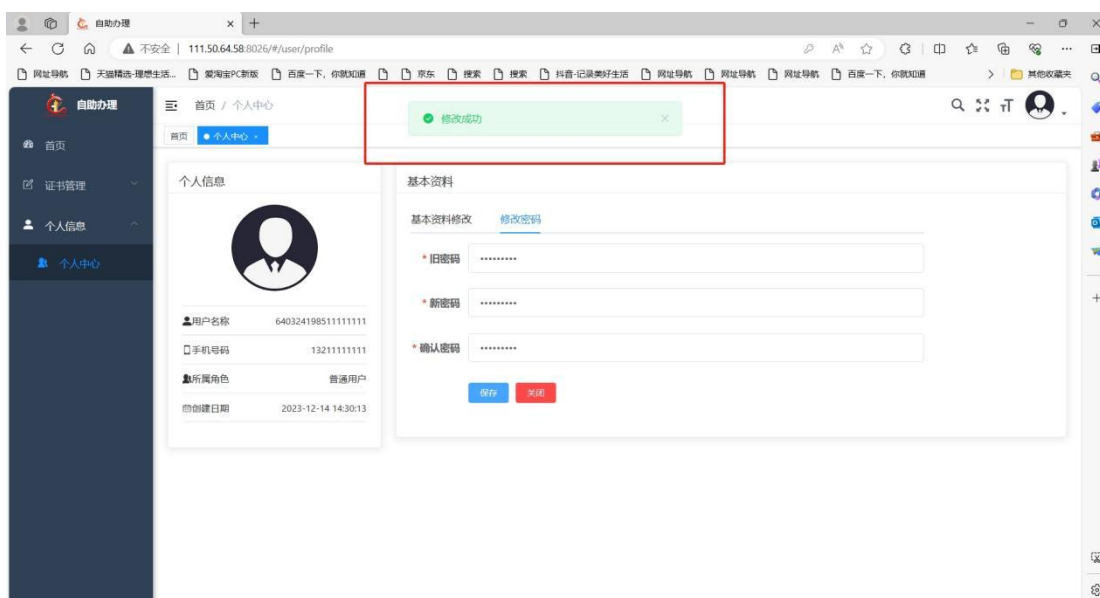 自助办理
不安全 111.50.64.58:8026/#/user/profile
网址导航 天猫精选-理想生活... 爱淘宝PC新版 百度一下，你就知道 京东 搜索 搜索 抖音-记录美好生活 网址导航 网址导航 网址导航 百度一下，你就知道 其他收藏夹
自助办理
首页 / 个人中心
修改成功
首页 个人中心
首页
证书管理
个人信息
个人中心
个人信息
用户名称 640324198511111111
手机号码 13211111111
所属角色 普通用户
创建日期 2023-12-14 14:30:13
基本资料
基本资料修改 修改密码
* 旧密码 •••••••••
* 新密码 •••••••••
* 确认密码 •••••••••
保存 关闭